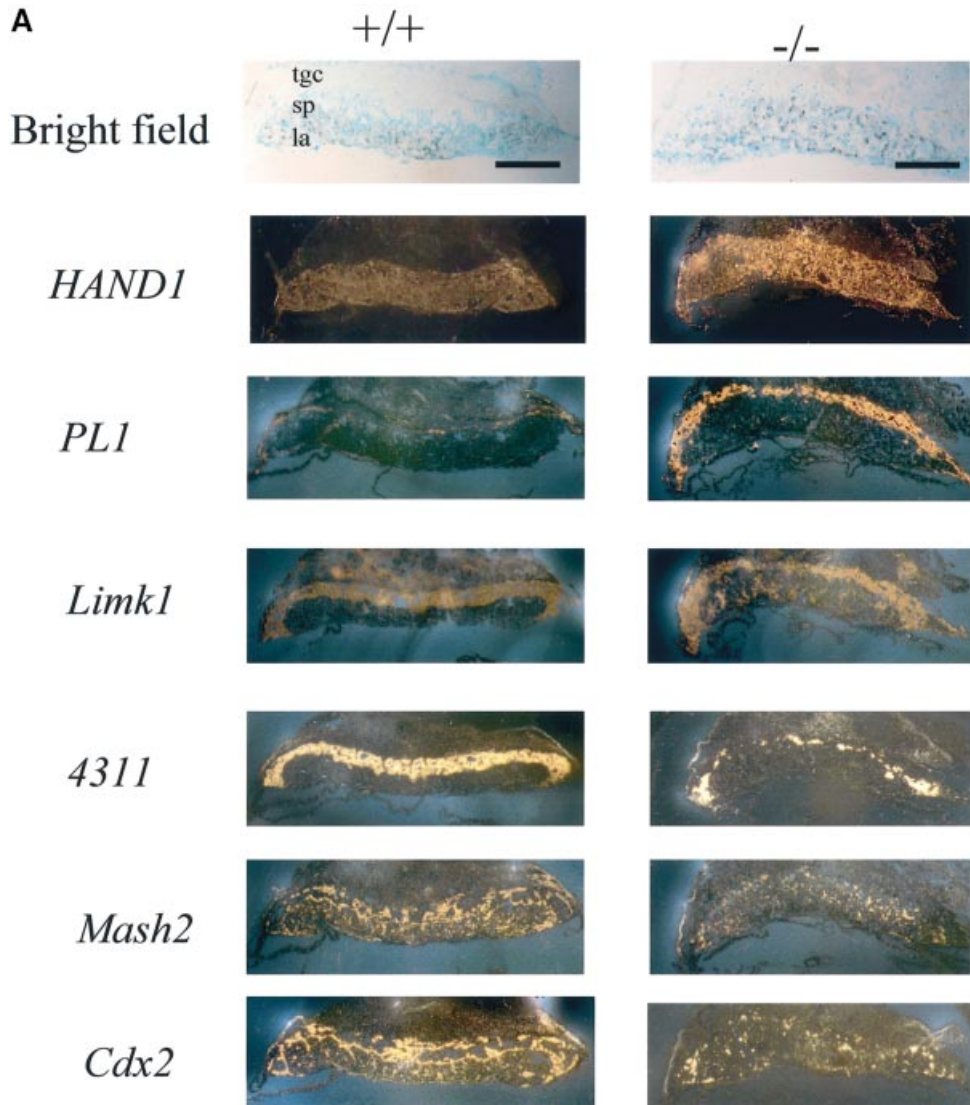 A
+/+
-/-
Bright field
tgc
sp
la
HAND1
PL1
Limk1
4311
Mash2
Cdx2